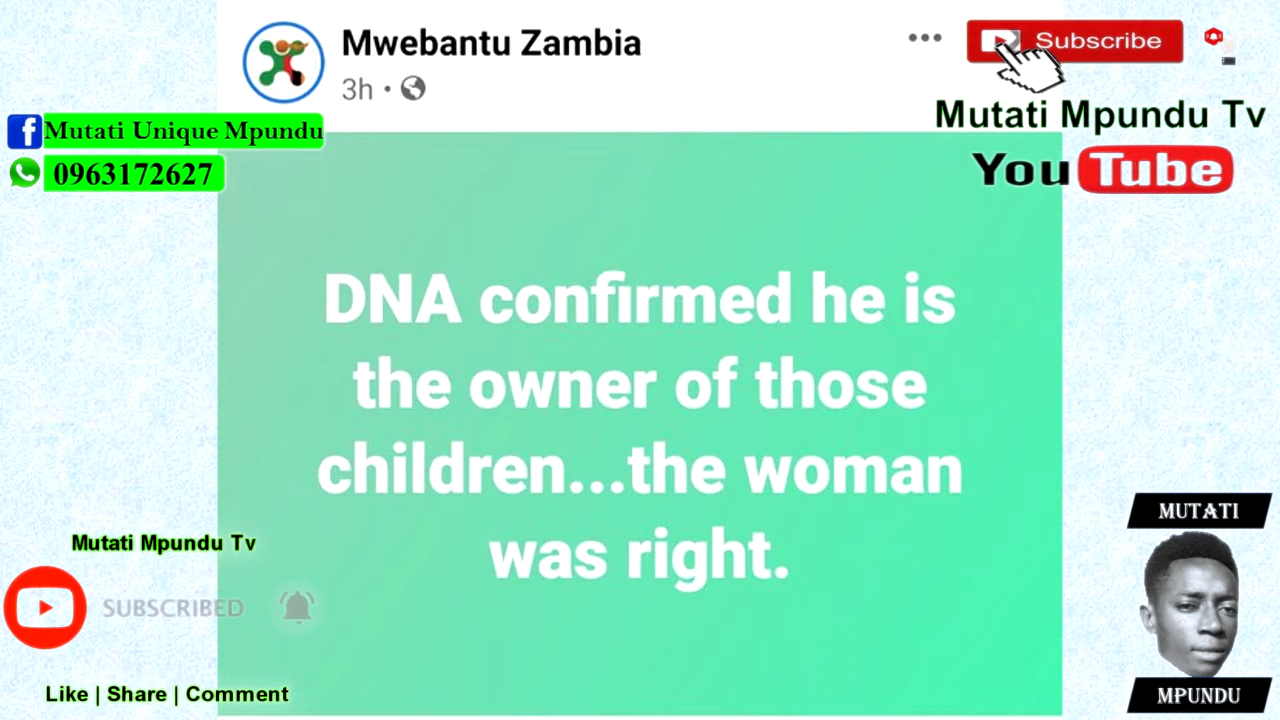 Mwebantu Zambia
3h
Subscribe
Mutati Mpundu Tv
YouTube
Mutati Unique Mpundu
0963172627
DNA confirmed he is
the owner of those
children...the woman
was right.
Mutati Mpundu Tv
SUBSCRIBED
Like | Share | Comment
MUTATI
MPUNDU